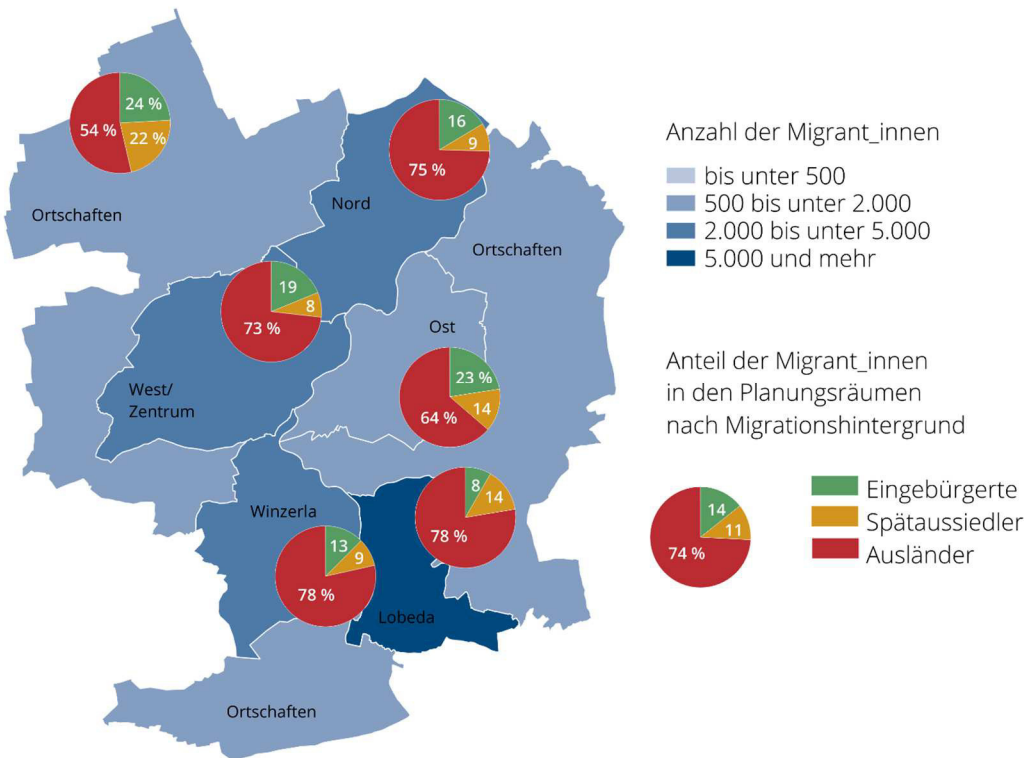 24 %
54 %
22 %
Ortschaften
16
9
75 %
Nord
Ortschaften
19
8
73 %
West/
Zentrum
Ost
23 %
14
64 %
8
14
78 %
Winzerla
13
9
78 %
Lobeda
Ortschaften
Anzahl der Migrant_innen
bis unter 500
500 bis unter 2.000
2.000 bis unter 5.000
5.000 und mehr
Anteil der Migrant_innen
in den Planungsräumen
nach Migrationshintergrund
14
11
74 %
Eingebürgerte
Spätaussiedler
Ausländer